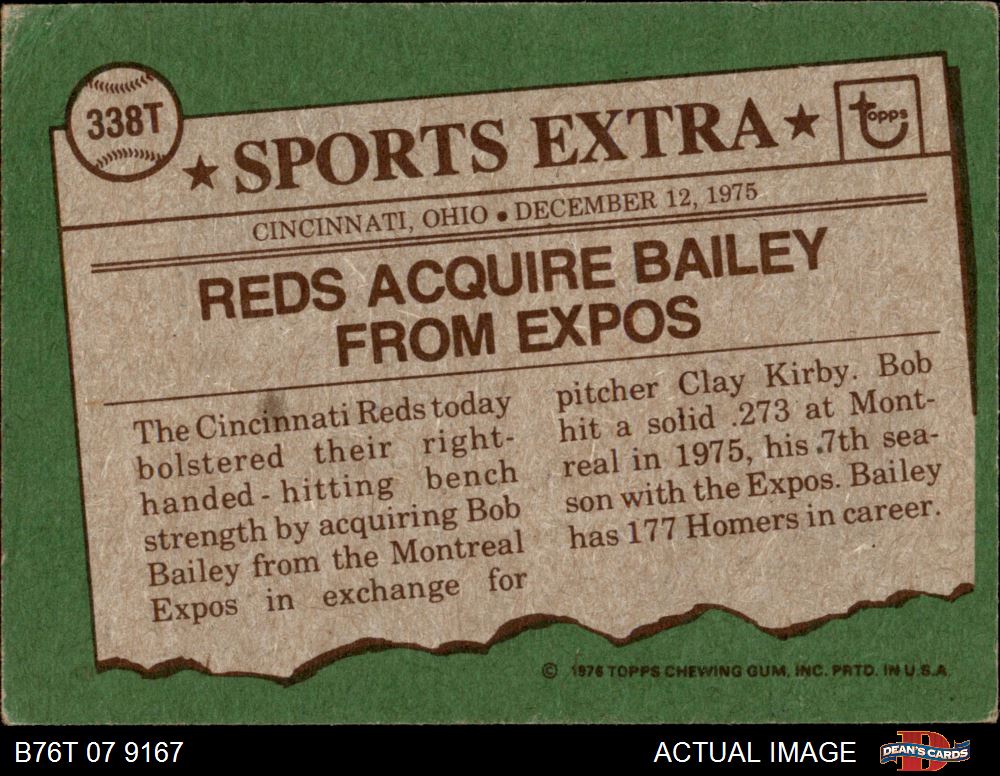 338T
★ SPORTS EXTRA ★
topps
CINCINNATI, OHIO • DECEMBER 12, 1975
REDS ACQUIRE BAILEY
FROM EXPOS
The Cincinnati Reds today
bolstered their right-
handed-hitting bench
strength by acquiring Bob
Bailey from the Montreal
Expos in exchange for
pitcher Clay Kirby. Bob
hit a solid .273 at Mont-
real in 1975, his 7th sea-
son with the Expos. Bailey
has 177 Homers in career.
© 1976 TOPPS CHEWING GUM, INC. PRTD. IN U.S.A.
B76T 07 9167
ACTUAL IMAGE
DEAN'S CARDS